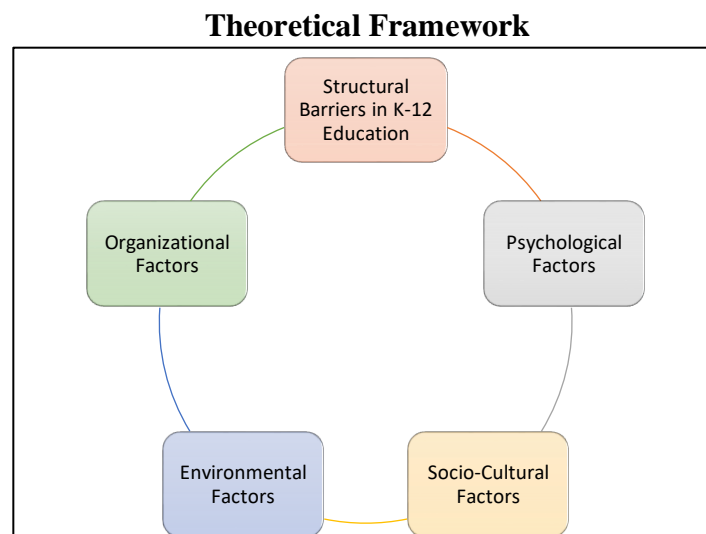 Theoretical Framework
Structural
Barriers in K-12
Education
Organizational
Factors
Psychological
Factors
Environmental
Factors
Socio-Cultural
Factors